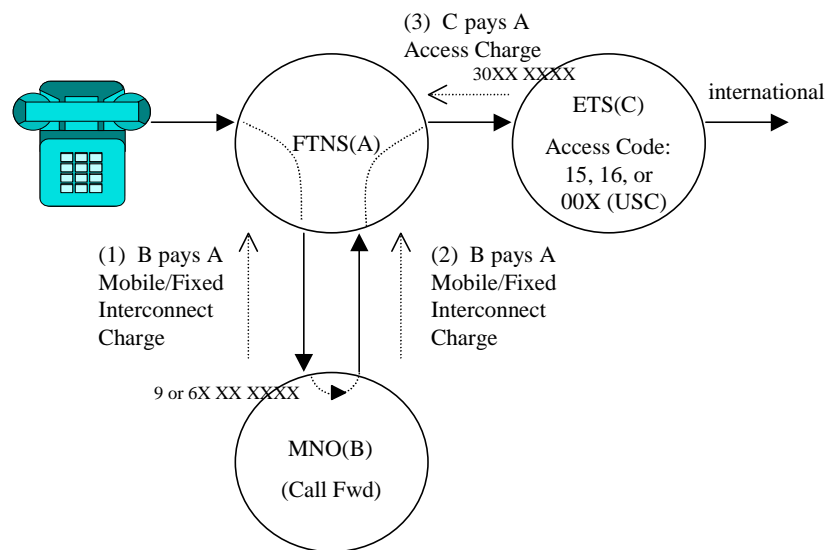 (3) C pays A
Access Charge
30XX XXXX
ETS(C)
international
FTNS(A)
Access Code:
15, 16, or
00X (USC)
(1) B pays A
Mobile/Fixed
Interconnect
Charge
(2) B pays A
Mobile/Fixed
Interconnect
Charge
9 or 6X XX XXXX
MNO(B)
(Call Fwd)